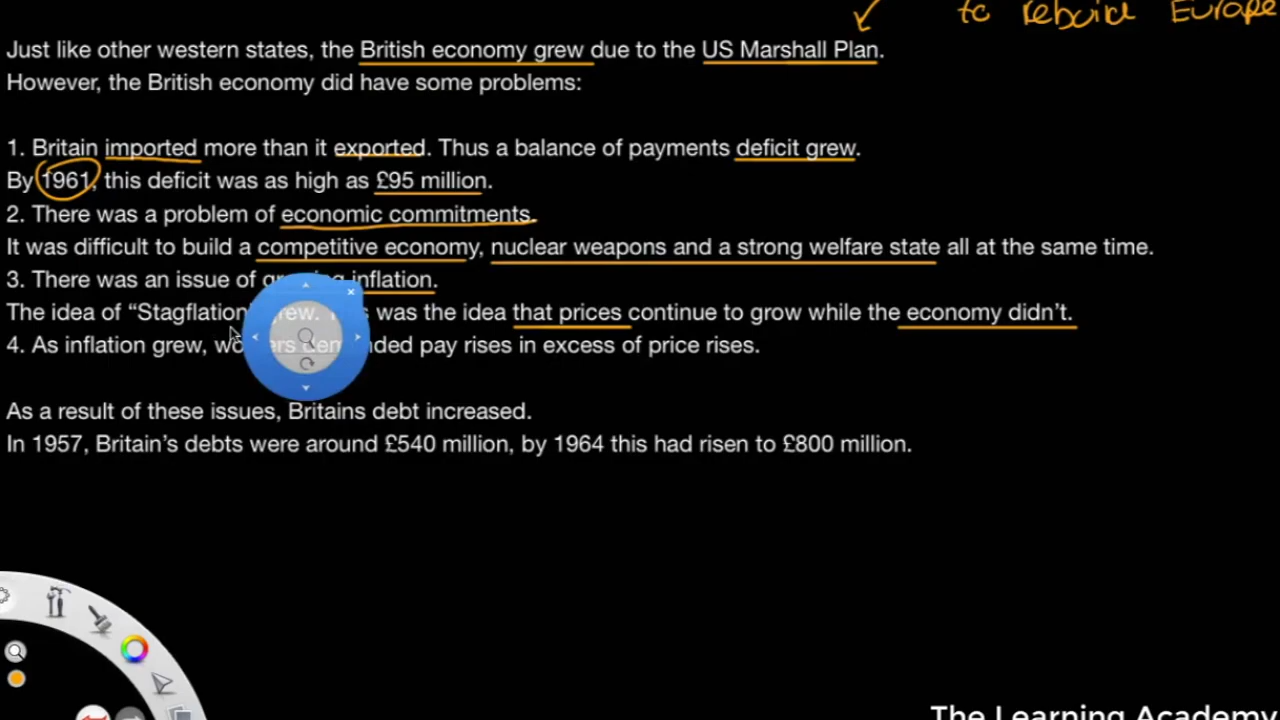 to rebuild Europe
Just like other western states, the British economy grew due to the US Marshall Plan.
However, the British economy did have some problems:
1. Britain imported more than it exported. Thus a balance of payments deficit grew.
By 1961, this deficit was as high as £95 million.
2. There was a problem of economic commitments.
It was difficult to build a competitive economy, nuclear weapons and a strong welfare state all at the same time.
3. There was an issue of growing inflation.
The idea of “Stagflation” grew. was the idea that prices continue to grow while the economy didn’t.
4. As inflation grew, workers demanded pay rises in excess of price rises.
As a result of these issues, Britains debt increased.
In 1957, Britain’s debts were around £540 million, by 1964 this had risen to £800 million.
The Learning Academy